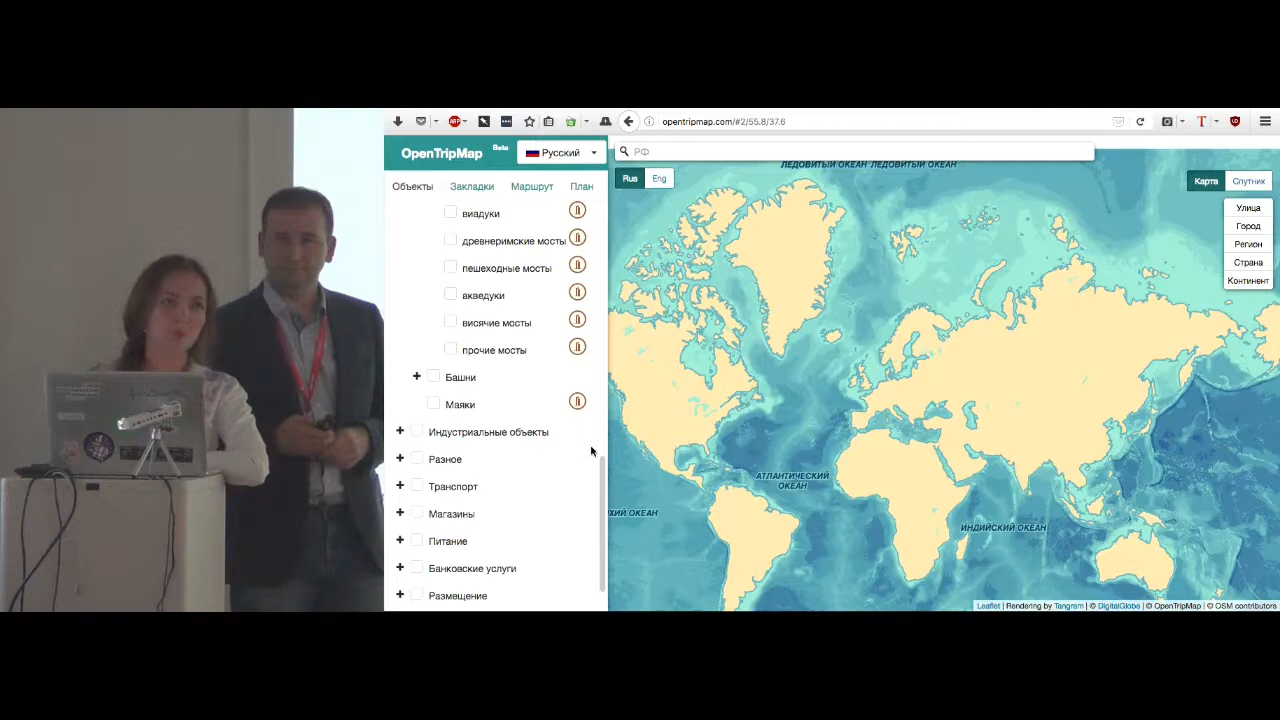 opentripmap.com/#2/55.8/37.6
OpenTripMap Beta
Русский
РФ
Rus Eng
Карта Спутник
Объекты Закладки Маршрут План
виадуки
древнеримские мосты
пешеходные мосты
акведуки
висячие мосты
прочие мосты
Башни
Маяки
Индустриальные объекты
Разное
Транспорт
Магазины
Питание
Банковские услуги
Размещение
ЛЕДОВИТЫЙ ОКЕАН ЛЕДОВИТЫЙ ОКЕАН
Улица
Город
Регион
Страна
Континент
АТЛАНТИЧЕСКИЙ
ОКЕАН
ХИЙ ОКЕАН
ИНДИЙСКИЙ ОКЕАН
Leaflet | Rendering by Tangram | © DigitalGlobe | © OpenTripMap | © OSM contributors